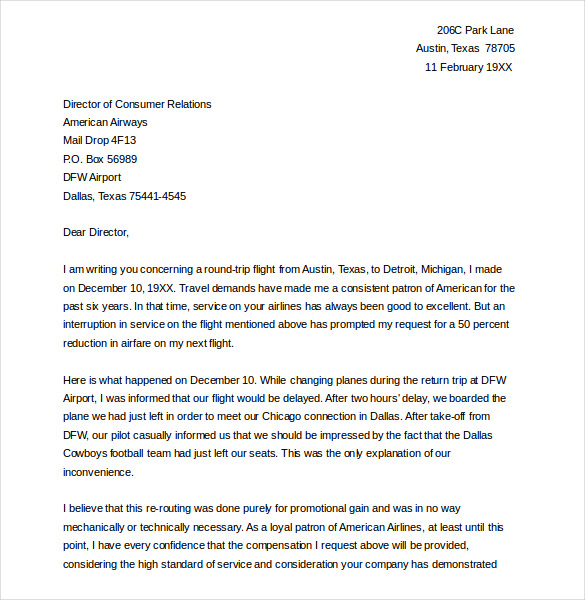 206C Park Lane
Austin, Texas  78705
11 February 19XX
Director of Consumer Relations
American Airways
Mail Drop 4F13
P.O. Box 56989
DFW Airport
Dallas, Texas 75441-4545
Dear Director,
I am writing you concerning a round-trip flight from Austin, Texas, to Detroit, Michigan, I made
on December 10, 19XX. Travel demands have made me a consistent patron of American for the
past six years. In that time, service on your airlines has always been good to excellent. But an
interruption in service on the flight mentioned above has prompted my request for a 50 percent
reduction in airfare on my next flight.
Here is what happened on December 10. While changing planes during the return trip at DFW
Airport, I was informed that our flight would be delayed. After two hours' delay, we boarded the
plane we had just left in order to meet our Chicago connection in Dallas. After take-off from
DFW, our pilot casually informed us that we should be impressed by the fact that the Dallas
Cowboys football team had just left our seats. This was the only explanation of our
inconvenience.
I believe that this re-routing was done purely for promotional gain and was in no way
mechanically or technically necessary. As a loyal patron of American Airlines, at least until this
point, I have every confidence that the compensation I request above will be provided,
considering the high standard of service and consideration your company has demonstrated